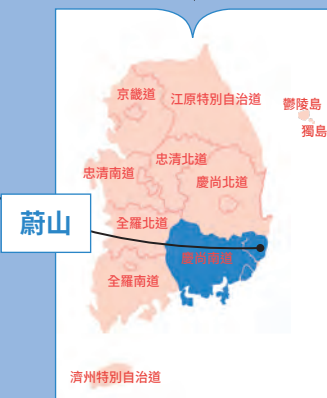 京畿道
江原特別自治道
鬱陵島
獨島
忠清北道
忠清南道
慶尚北道
蔚山
全羅北道
慶尚南道
全羅南道
濟州特別自治道